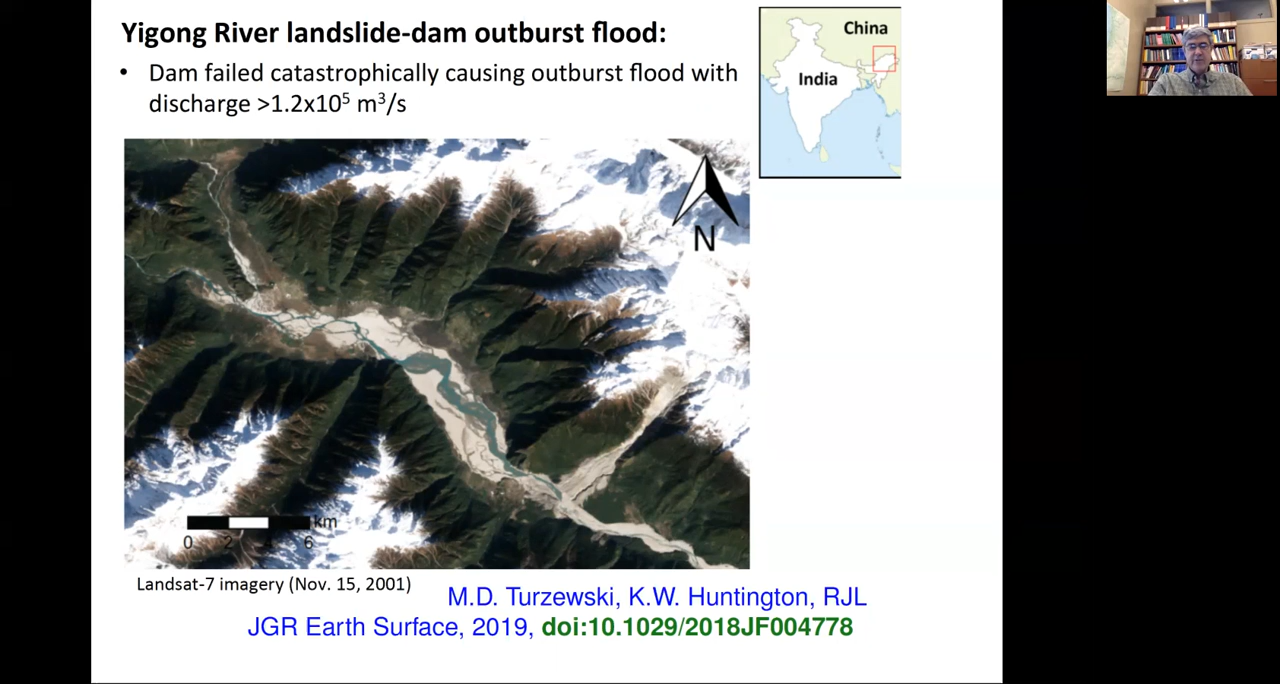 Yigong River landslide-dam outburst flood:
• Dam failed catastrophically causing outburst flood with
discharge >1.2x10⁵ m³/s
China
India
N
km
0 2 4 6
Landsat-7 imagery (Nov. 15, 2001)
M.D. Turzewski, K.W. Huntington, RJL
JGR Earth Surface, 2019, doi:10.1029/2018JF004778